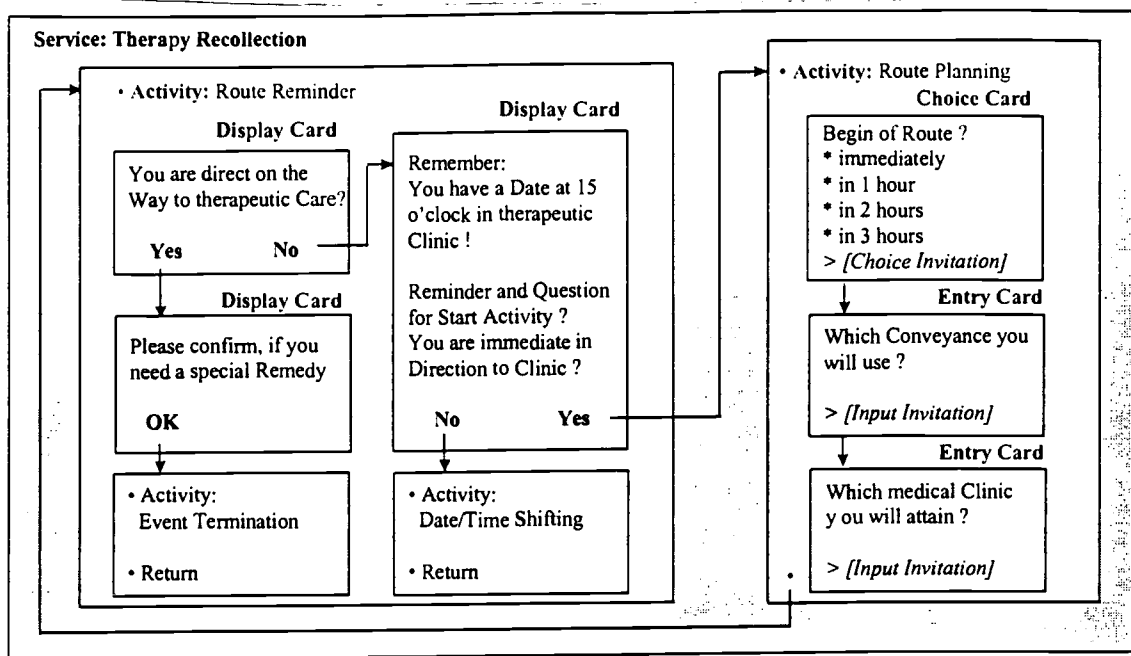 Service: Therapy Recollection
• Activity: Route Reminder
Display Card
You are direct on the
Way to therapeutic Care?
Yes No
Display Card
Please confirm, if you
need a special Remedy
OK
• Activity:
Event Termination
• Return
Display Card
Remember:
You have a Date at 15
o'clock in therapeutic
Clinic !
Reminder and Question
for Start Activity ?
You are immediate in
Direction to Clinic ?
No Yes
• Activity:
Date/Time Shifting
• Return
• Activity: Route Planning
Choice Card
Begin of Route ?
* immediately
* in 1 hour
* in 2 hours
* in 3 hours
> [Choice Invitation]
Entry Card
Which Conveyance you
will use ?
> [Input Invitation]
Entry Card
Which medical Clinic
y ou will attain ?
> [Input Invitation]